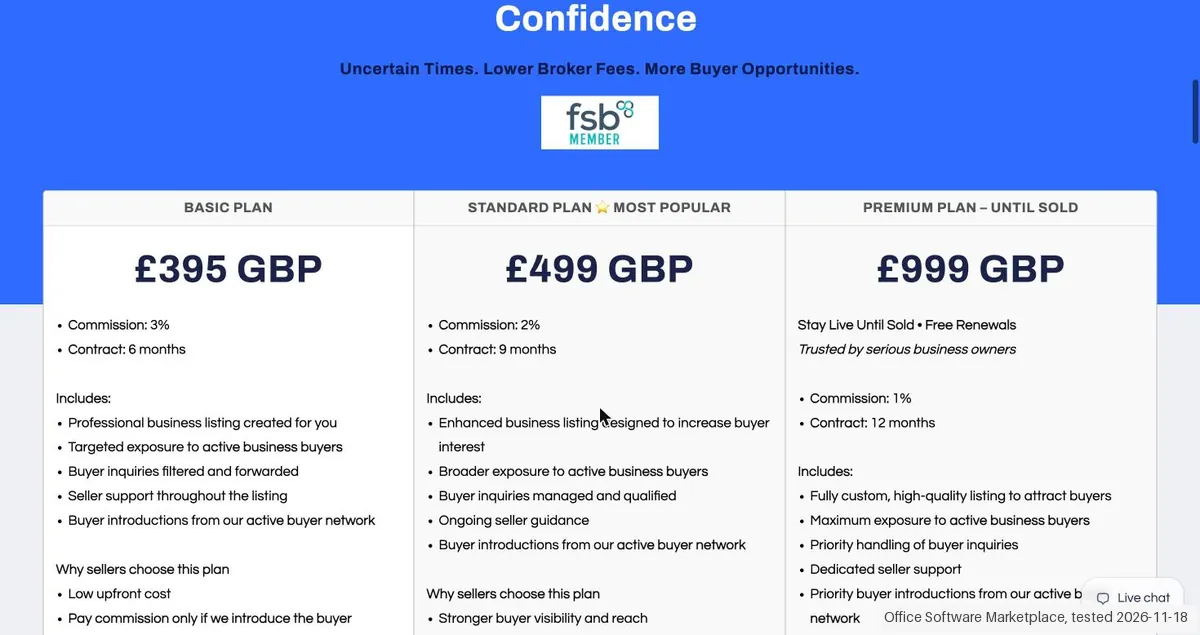 Confidence
Uncertain Times. Lower Broker Fees. More Buyer Opportunities.
fsb
MEMBER
BASIC PLAN
£395 GBP
• Commission: 3%
• Contract: 6 months
Includes:
• Professional business listing created for you
• Targeted exposure to active business buyers
• Buyer inquiries filtered and forwarded
• Seller support throughout the listing
• Buyer introductions from our active buyer network
Why sellers choose this plan
• Low upfront cost
• Pay commission only if we introduce the buyer
STANDARD PLAN ⭐ MOST POPULAR
£499 GBP
• Commission: 2%
• Contract: 9 months
Includes:
• Enhanced business listing designed to increase buyer
interest
• Broader exposure to active business buyers
• Buyer inquiries managed and qualified
• Ongoing seller guidance
• Buyer introductions from our active buyer network
Why sellers choose this plan
• Stronger buyer visibility and reach
PREMIUM PLAN – UNTIL SOLD
£999 GBP
Stay Live Until Sold • Free Renewals
Trusted by serious business owners
• Commission: 1%
• Contract: 12 months
Includes:
• Fully custom, high-quality listing to attract buyers
• Maximum exposure to active business buyers
• Priority handling of buyer inquiries
• Dedicated seller support
• Priority buyer introductions from our active
network
Live chat
Office Software Marketplace, tested 2026-11-18